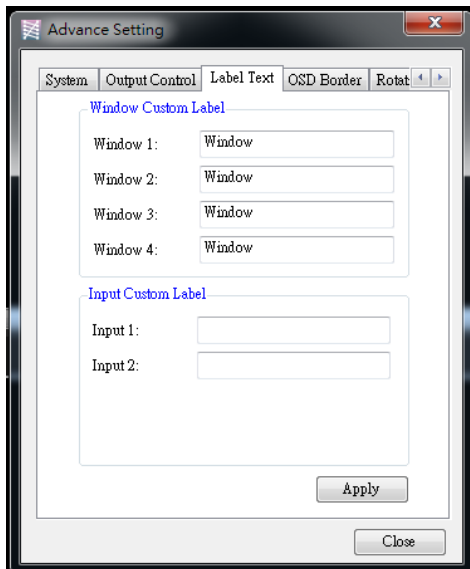 Advance Setting
System Output Control Label Text OSD Border Rotat
Window Custom Label
Window 1: Window
Window 2: Window
Window 3: Window
Window 4: Window
Input Custom Label
Input 1:
Input 2:
Apply
Close